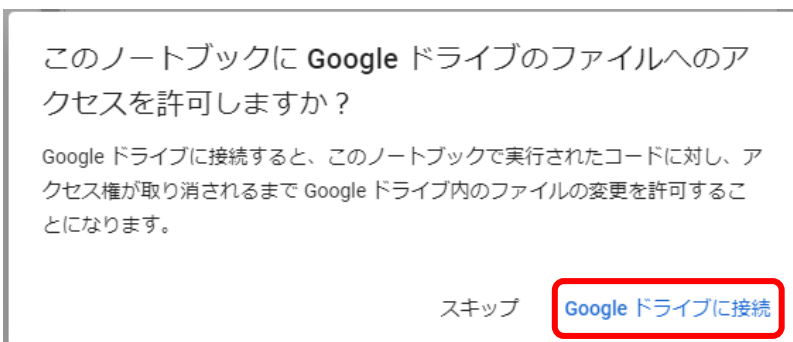 このノートブックに Google ドライブのファイルへのア
クセスを許可しますか？
Google ドライブに接続すると、このノートブックで実行されたコードに対し、ア
クセス権が取り消されるまで Google ドライブ内のファイルの変更を許可するこ
とになります。
スキップ Google ドライブに接続